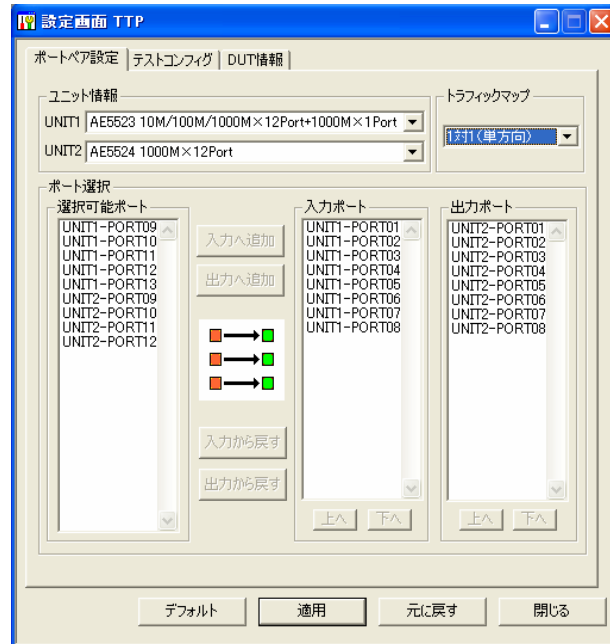 設定画面 TTP
ポートペア設定 テストコンフィグ DUT情報
ユニット情報
UNIT1 AE5523 10M/100M/1000M×12Port+1000M×1Port
UNIT2 AE5524 1000M×12Port
トラフィックマップ
1対1(単方向)
ポート選択
選択可能ポート
UNIT1-PORT09
UNIT1-PORT10
UNIT1-PORT11
UNIT1-PORT12
UNIT1-PORT13
UNIT2-PORT09
UNIT2-PORT10
UNIT2-PORT11
UNIT2-PORT12
入力へ追加
出力へ追加
入力から戻す
出力から戻す
入力ポート
UNIT1-PORT01
UNIT1-PORT02
UNIT1-PORT03
UNIT1-PORT04
UNIT1-PORT05
UNIT1-PORT06
UNIT1-PORT07
UNIT1-PORT08
上へ 下へ
出力ポート
UNIT2-PORT01
UNIT2-PORT02
UNIT2-PORT03
UNIT2-PORT04
UNIT2-PORT05
UNIT2-PORT06
UNIT2-PORT07
UNIT2-PORT08
上へ 下へ
デフォルト 適用 元に戻す 閉じる